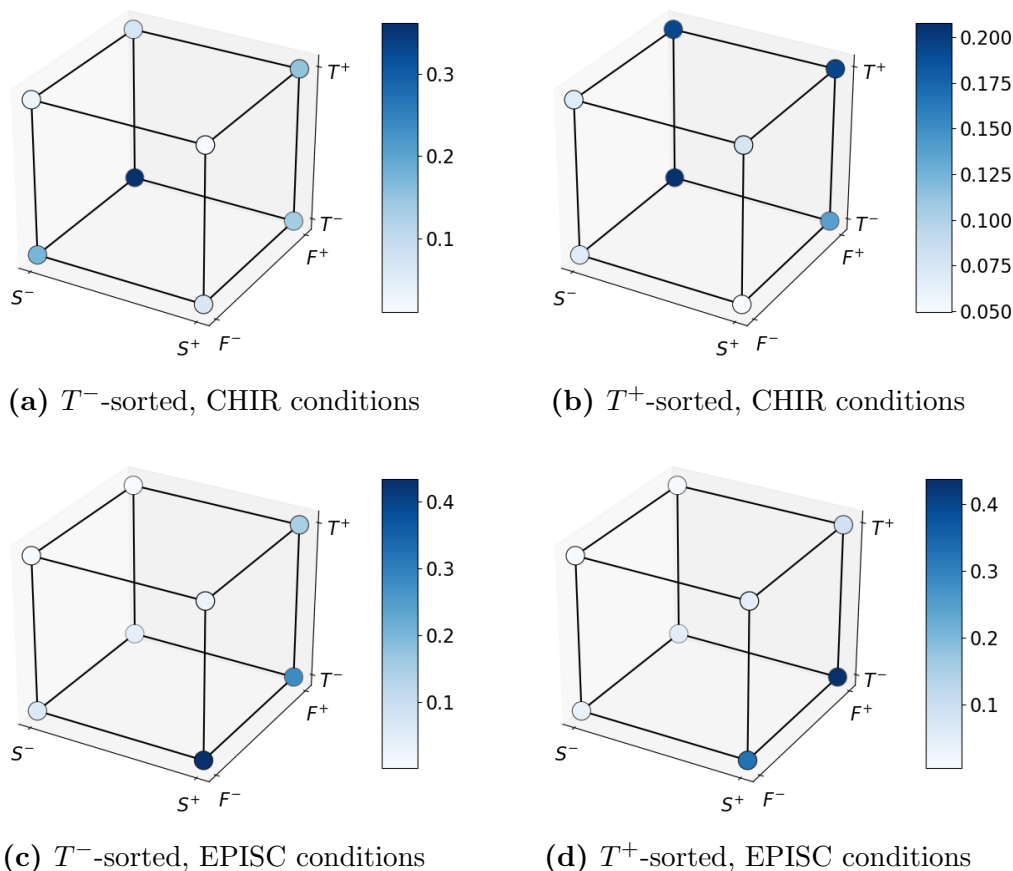 T⁺
T⁻
F⁺
S⁻
S⁺
F⁻
0.3
0.2
0.1
T⁺
T⁻
F⁺
S⁻
S⁺
F⁻
0.200
0.175
0.150
0.125
0.100
0.075
0.050
(a) T⁻-sorted, CHIR conditions
(b) T⁺-sorted, CHIR conditions
T⁺
T⁻
F⁺
S⁻
S⁺
F⁻
0.4
0.3
0.2
0.1
T⁺
T⁻
F⁺
S⁻
S⁺
F⁻
0.4
0.3
0.2
0.1
(c) T⁻-sorted, EPISC conditions
(d) T⁺-sorted, EPISC conditions